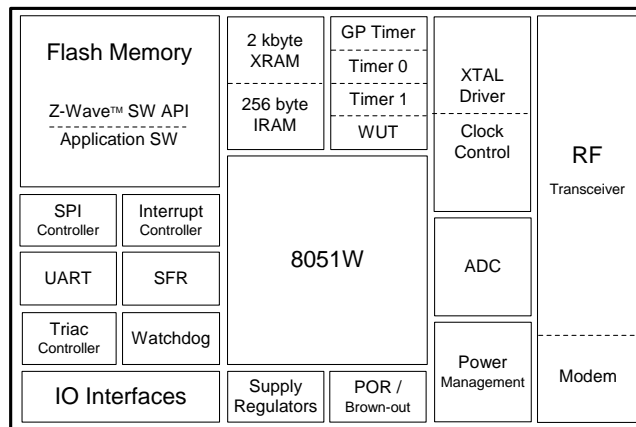 Flash Memory
Z-Wave™ SW API
Application SW
2 kbyte
XRAM
256 byte
IRAM
GP Timer
Timer 0
Timer 1
WUT
XTAL
Driver
Clock
Control
RF
Transceiver
SPI
Controller
Interrupt
Controller
UART
SFR
8051W
ADC
Triac
Controller
Watchdog
Power
Management
Modem
IO Interfaces
Supply
Regulators
POR /
Brown-out